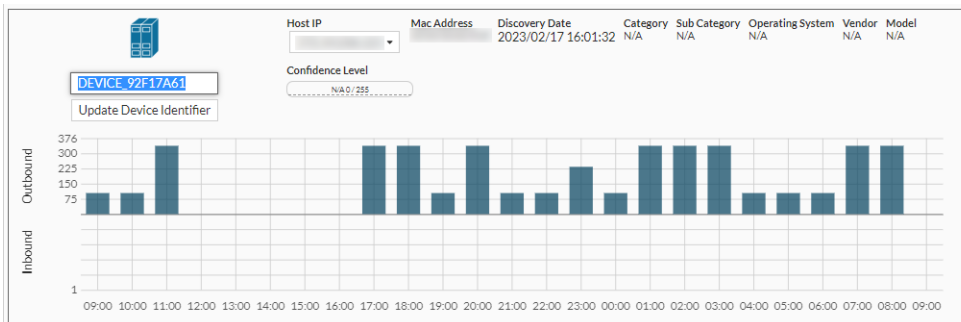 Host IP Mac Address Discovery Date Category Sub Category Operating System Vendor Model
2023/02/17 16:01:32 N/A N/A N/A N/A N/A
Confidence Level
N/A 0 / 255
DEVICE_92F17A61
Update Device Identifier
Outbound
376
300
225
150
75
Inbound
1
09:00 10:00 11:00 12:00 13:00 14:00 15:00 16:00 17:00 18:00 19:00 20:00 21:00 22:00 23:00 00:00 01:00 02:00 03:00 04:00 05:00 06:00 07:00 08:00 09:00